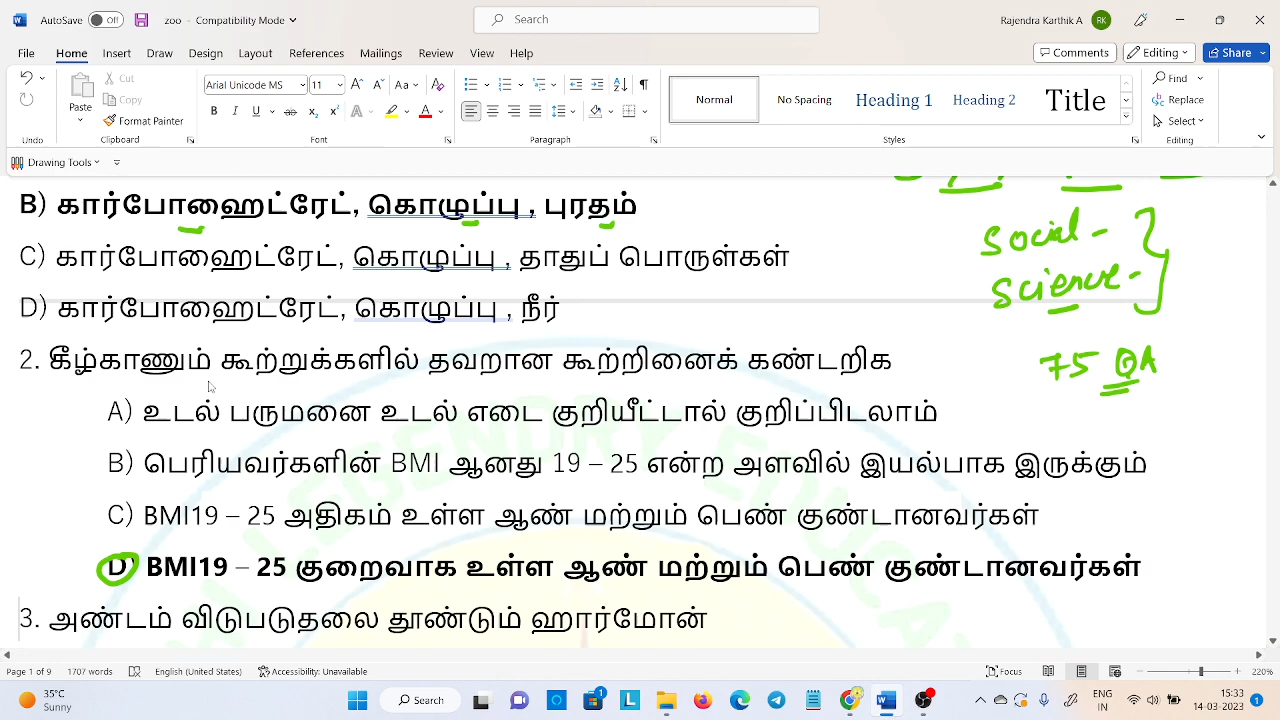 AutoSave Off zoo - Compatibility Mode Search Rajendra Karthik A RK
File Home Insert Draw Design Layout References Mailings Review View Help Comments Editing Share
Paste Cut Copy Format Painter Clipboard
Arial Unicode MS 11 Font
Paragraph
Normal No Spacing Heading 1 Heading 2 Title Styles
Find Replace Select Editing
Drawing Tools
B) கார்போஹைட்ரேட், கொழுப்பு , புரதம்
Social -
C) கார்போஹைட்ரேட், கொழுப்பு , தாதுப் பொருள்கள்
Science -
D) கார்போஹைட்ரேட், கொழுப்பு , நீர்
2. கீழ்காணும் கூற்றுக்களில் தவறான கூற்றினைக் கண்டறிக
75 QA
A) உடல் பருமனை உடல் எடை குறியீட்டால் குறிப்பிடலாம்
B) பெரியவர்களின் BMI ஆனது 19 – 25 என்ற அளவில் இயல்பாக இருக்கும்
C) BMI19 – 25 அதிகம் உள்ள ஆண் மற்றும் பெண் குண்டானவர்கள்
D) BMI19 – 25 குறைவாக உள்ள ஆண் மற்றும் பெண் குண்டானவர்கள்
3. அண்டம் விடுபடுதலை தூண்டும் ஹார்மோன்
Page 1 of 9 1707 words English (United States) Accessibility: Unavailable Focus 220%
35°C Sunny Search ENG IN 15:33 14-03-2023